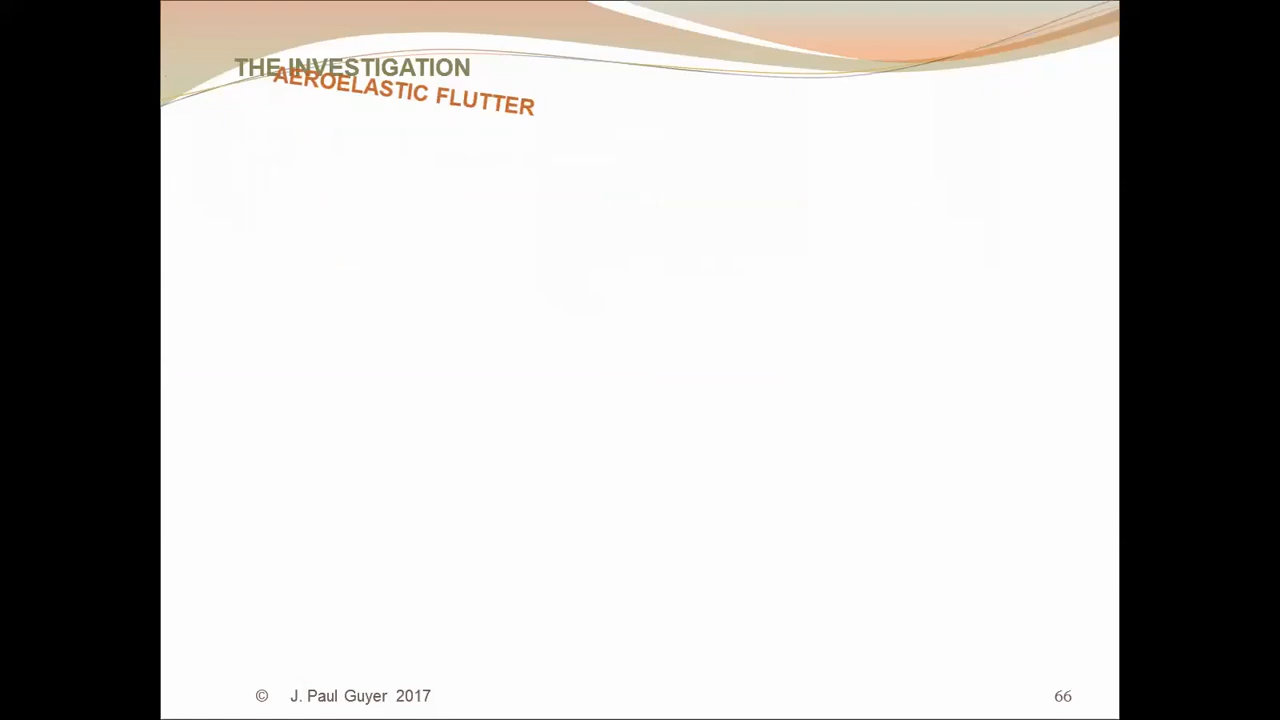 THE INVESTIGATION
AEROELASTIC FLUTTER
© J. Paul Guyer 2017
66